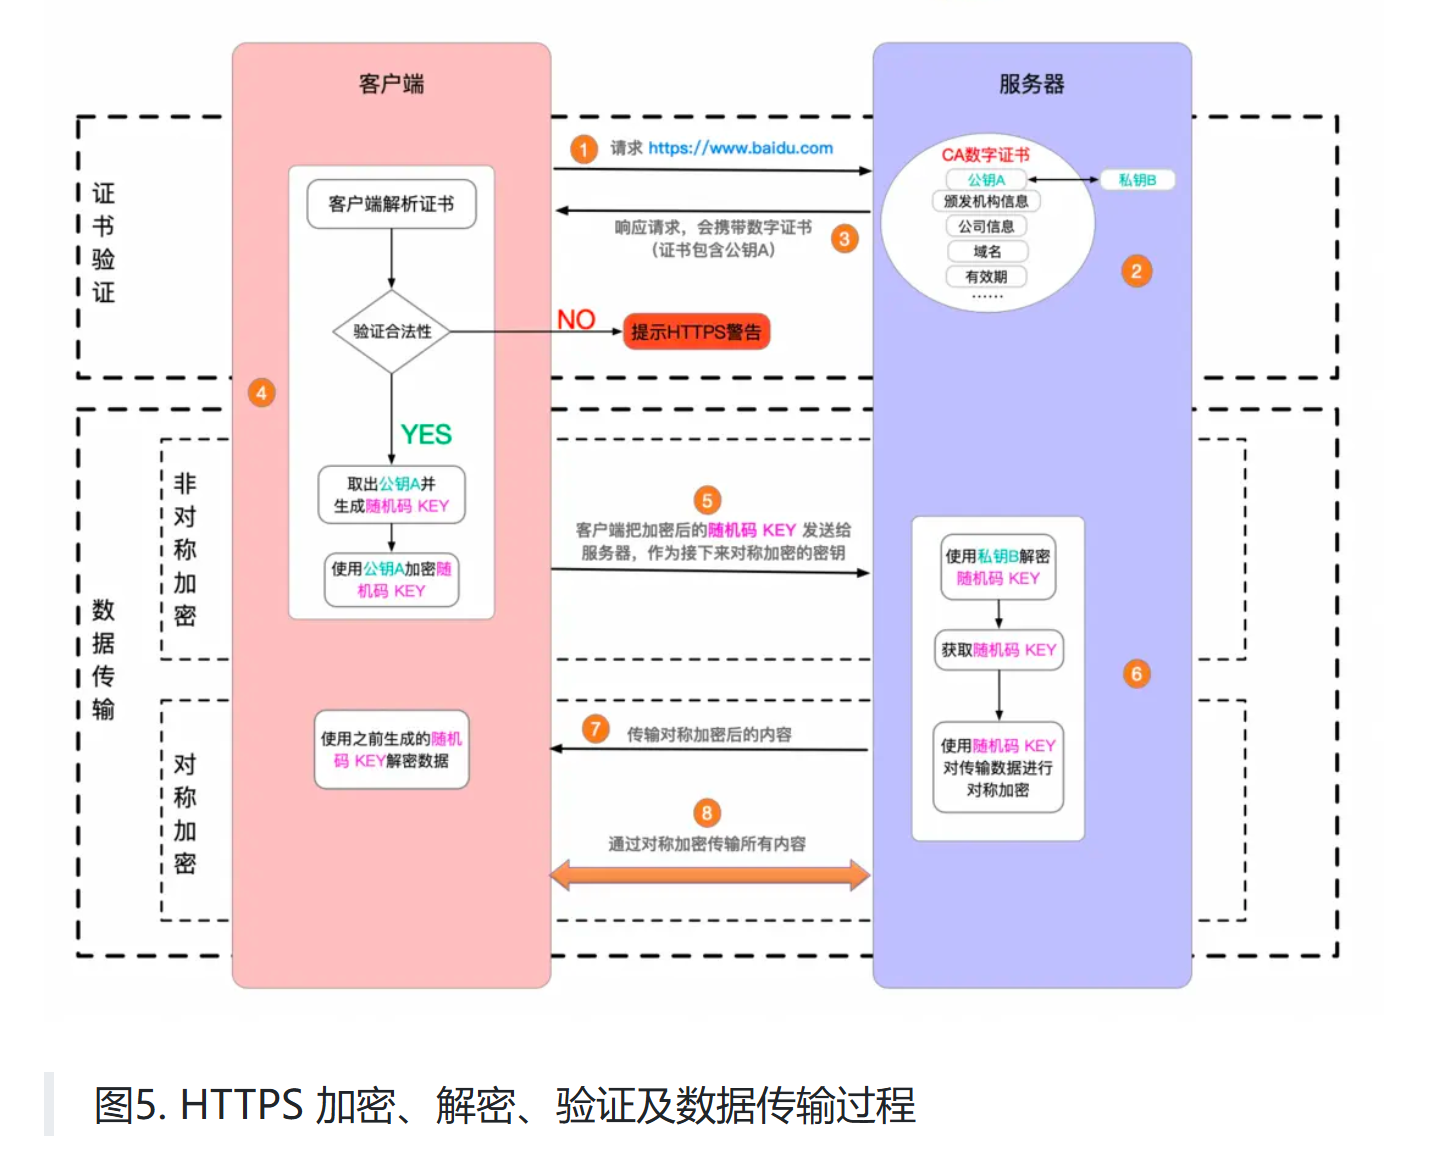 客户端
服务器
证书验证
1
请求 https://www.baidu.com
CA数字证书
公钥A
私钥B
颁发机构信息
公司信息
域名
有效期
······
2
响应请求，会携带数字证书
（证书包含公钥A）
3
客户端解析证书
验证合法性
NO
提示HTTPS警告
4
YES
数据传输
非对称加密
取出公钥A并
生成随机码 KEY
使用公钥A加密随
机码 KEY
5
客户端把加密后的随机码 KEY 发送给
服务器，作为接下来对称加密的密钥
使用私钥B解密
随机码 KEY
获取随机码 KEY
6
使用随机码 KEY
对传输数据进行
对称加密
对称加密
7
传输对称加密后的内容
使用之前生成的随机
码 KEY解密数据
8
通过对称加密传输所有内容
图5. HTTPS 加密、解密、验证及数据传输过程